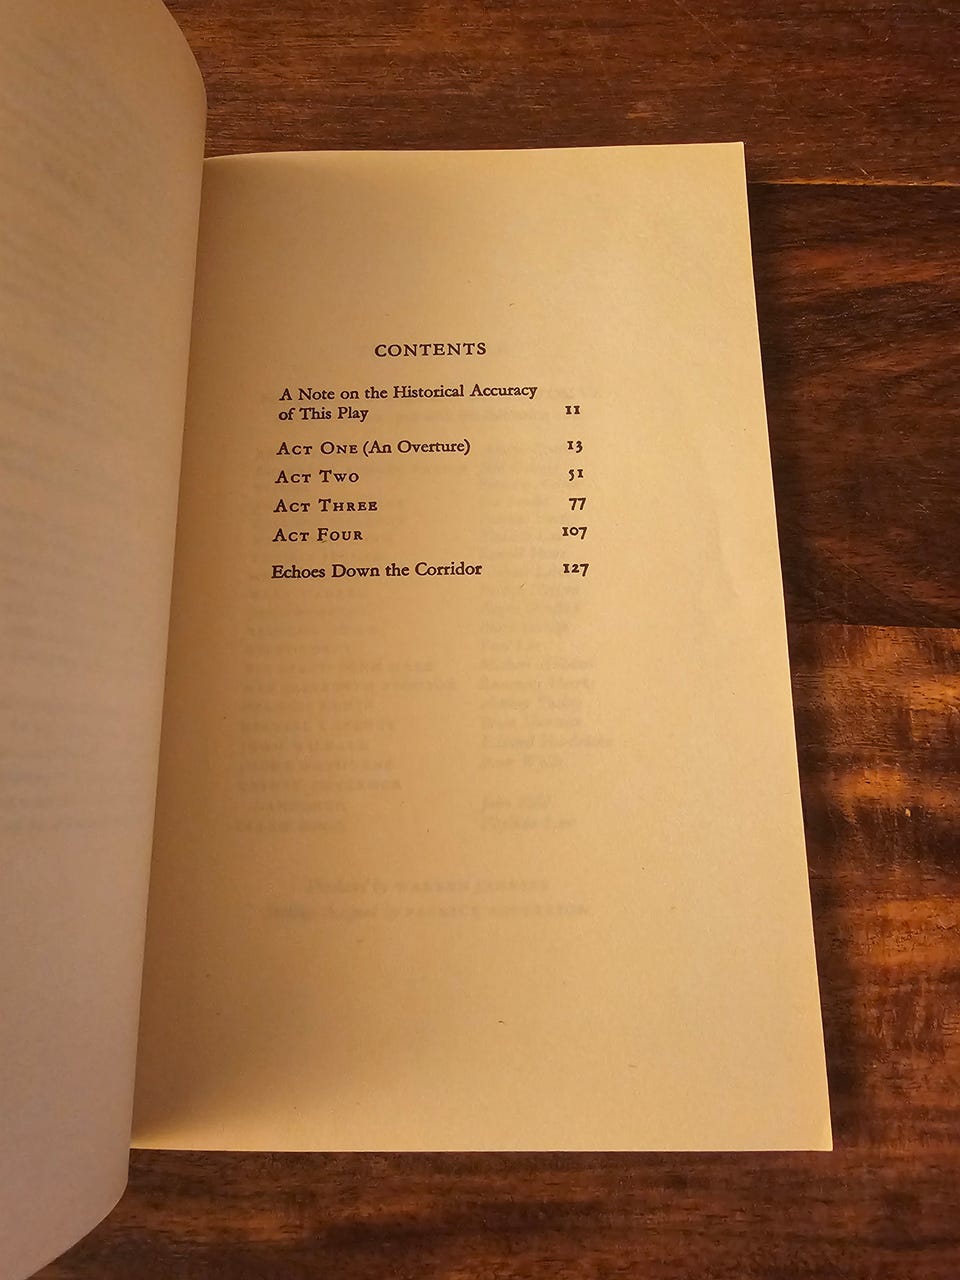 CONTENTS
A Note on the Historical Accuracy
of This Play 11
ACT ONE (An Overture) 13
ACT TWO 51
ACT THREE 77
ACT FOUR 107
Echoes Down the Corridor 127